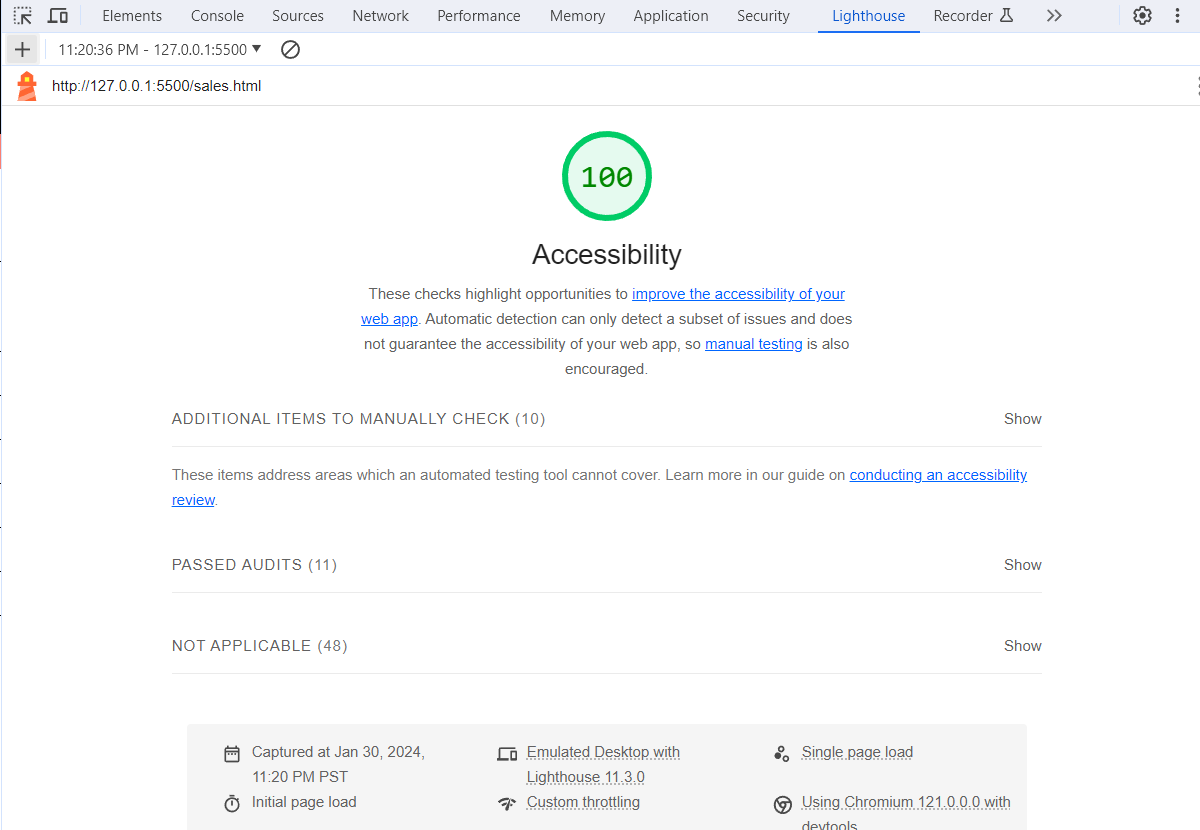 Elements Console Sources Network Performance Memory Application Security Lighthouse Recorder
11:20:36 PM - 127.0.0.1:5500
http://127.0.0.1:5500/sales.html
100
Accessibility
These checks highlight opportunities to improve the accessibility of your
web app. Automatic detection can only detect a subset of issues and does
not guarantee the accessibility of your web app, so manual testing is also
encouraged.
ADDITIONAL ITEMS TO MANUALLY CHECK (10) Show
These items address areas which an automated testing tool cannot cover. Learn more in our guide on conducting an accessibility
review.
PASSED AUDITS (11) Show
NOT APPLICABLE (48) Show
Captured at Jan 30, 2024,
11:20 PM PST
Emulated Desktop with
Lighthouse 11.3.0
Single page load
Initial page load
Custom throttling
Using Chromium 121.0.0.0 with
devtools